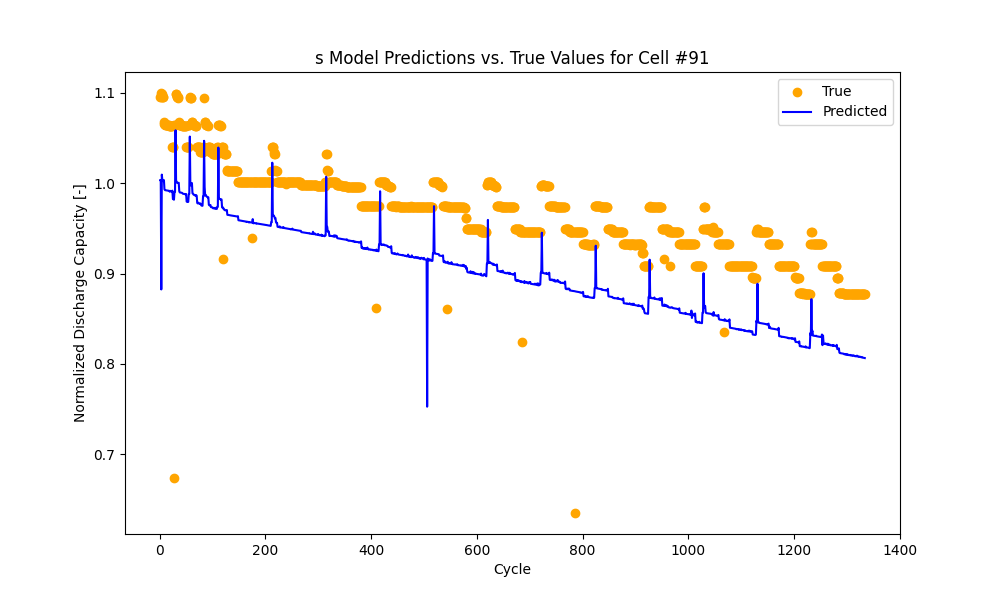 s Model Predictions vs. True Values for Cell #91
True
Predicted
Normalized Discharge Capacity [-]
1.1
1.0
0.9
0.8
0.7
0 200 400 600 800 1000 1200 1400
Cycle